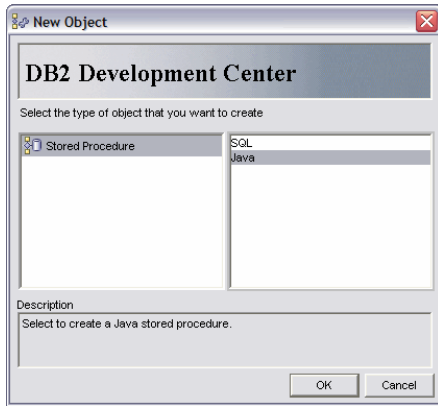 New Object
DB2 Development Center
Select the type of object that you want to create
Stored Procedure
SQL
Java
Description
Select to create a Java stored procedure.
OK
Cancel